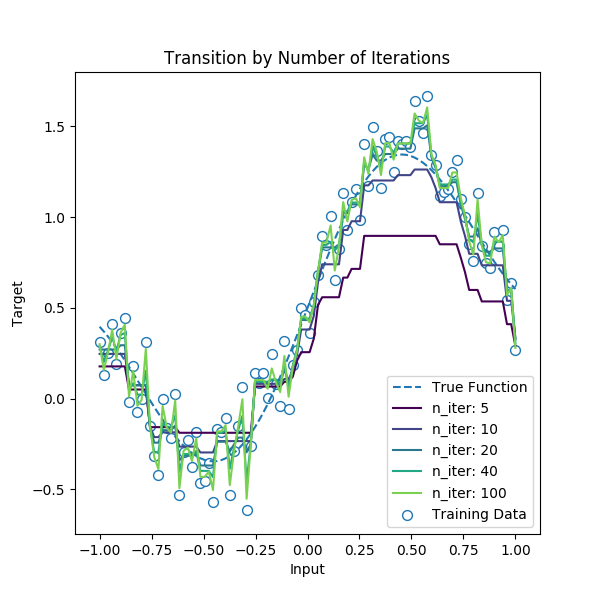 Transition by Number of Iterations
Target
1.5
1.0
0.5
0.0
−0.5
True Function
n_iter: 5
n_iter: 10
n_iter: 20
n_iter: 40
n_iter: 100
Training Data
−1.00 −0.75 −0.50 −0.25 0.00 0.25 0.50 0.75 1.00
Input